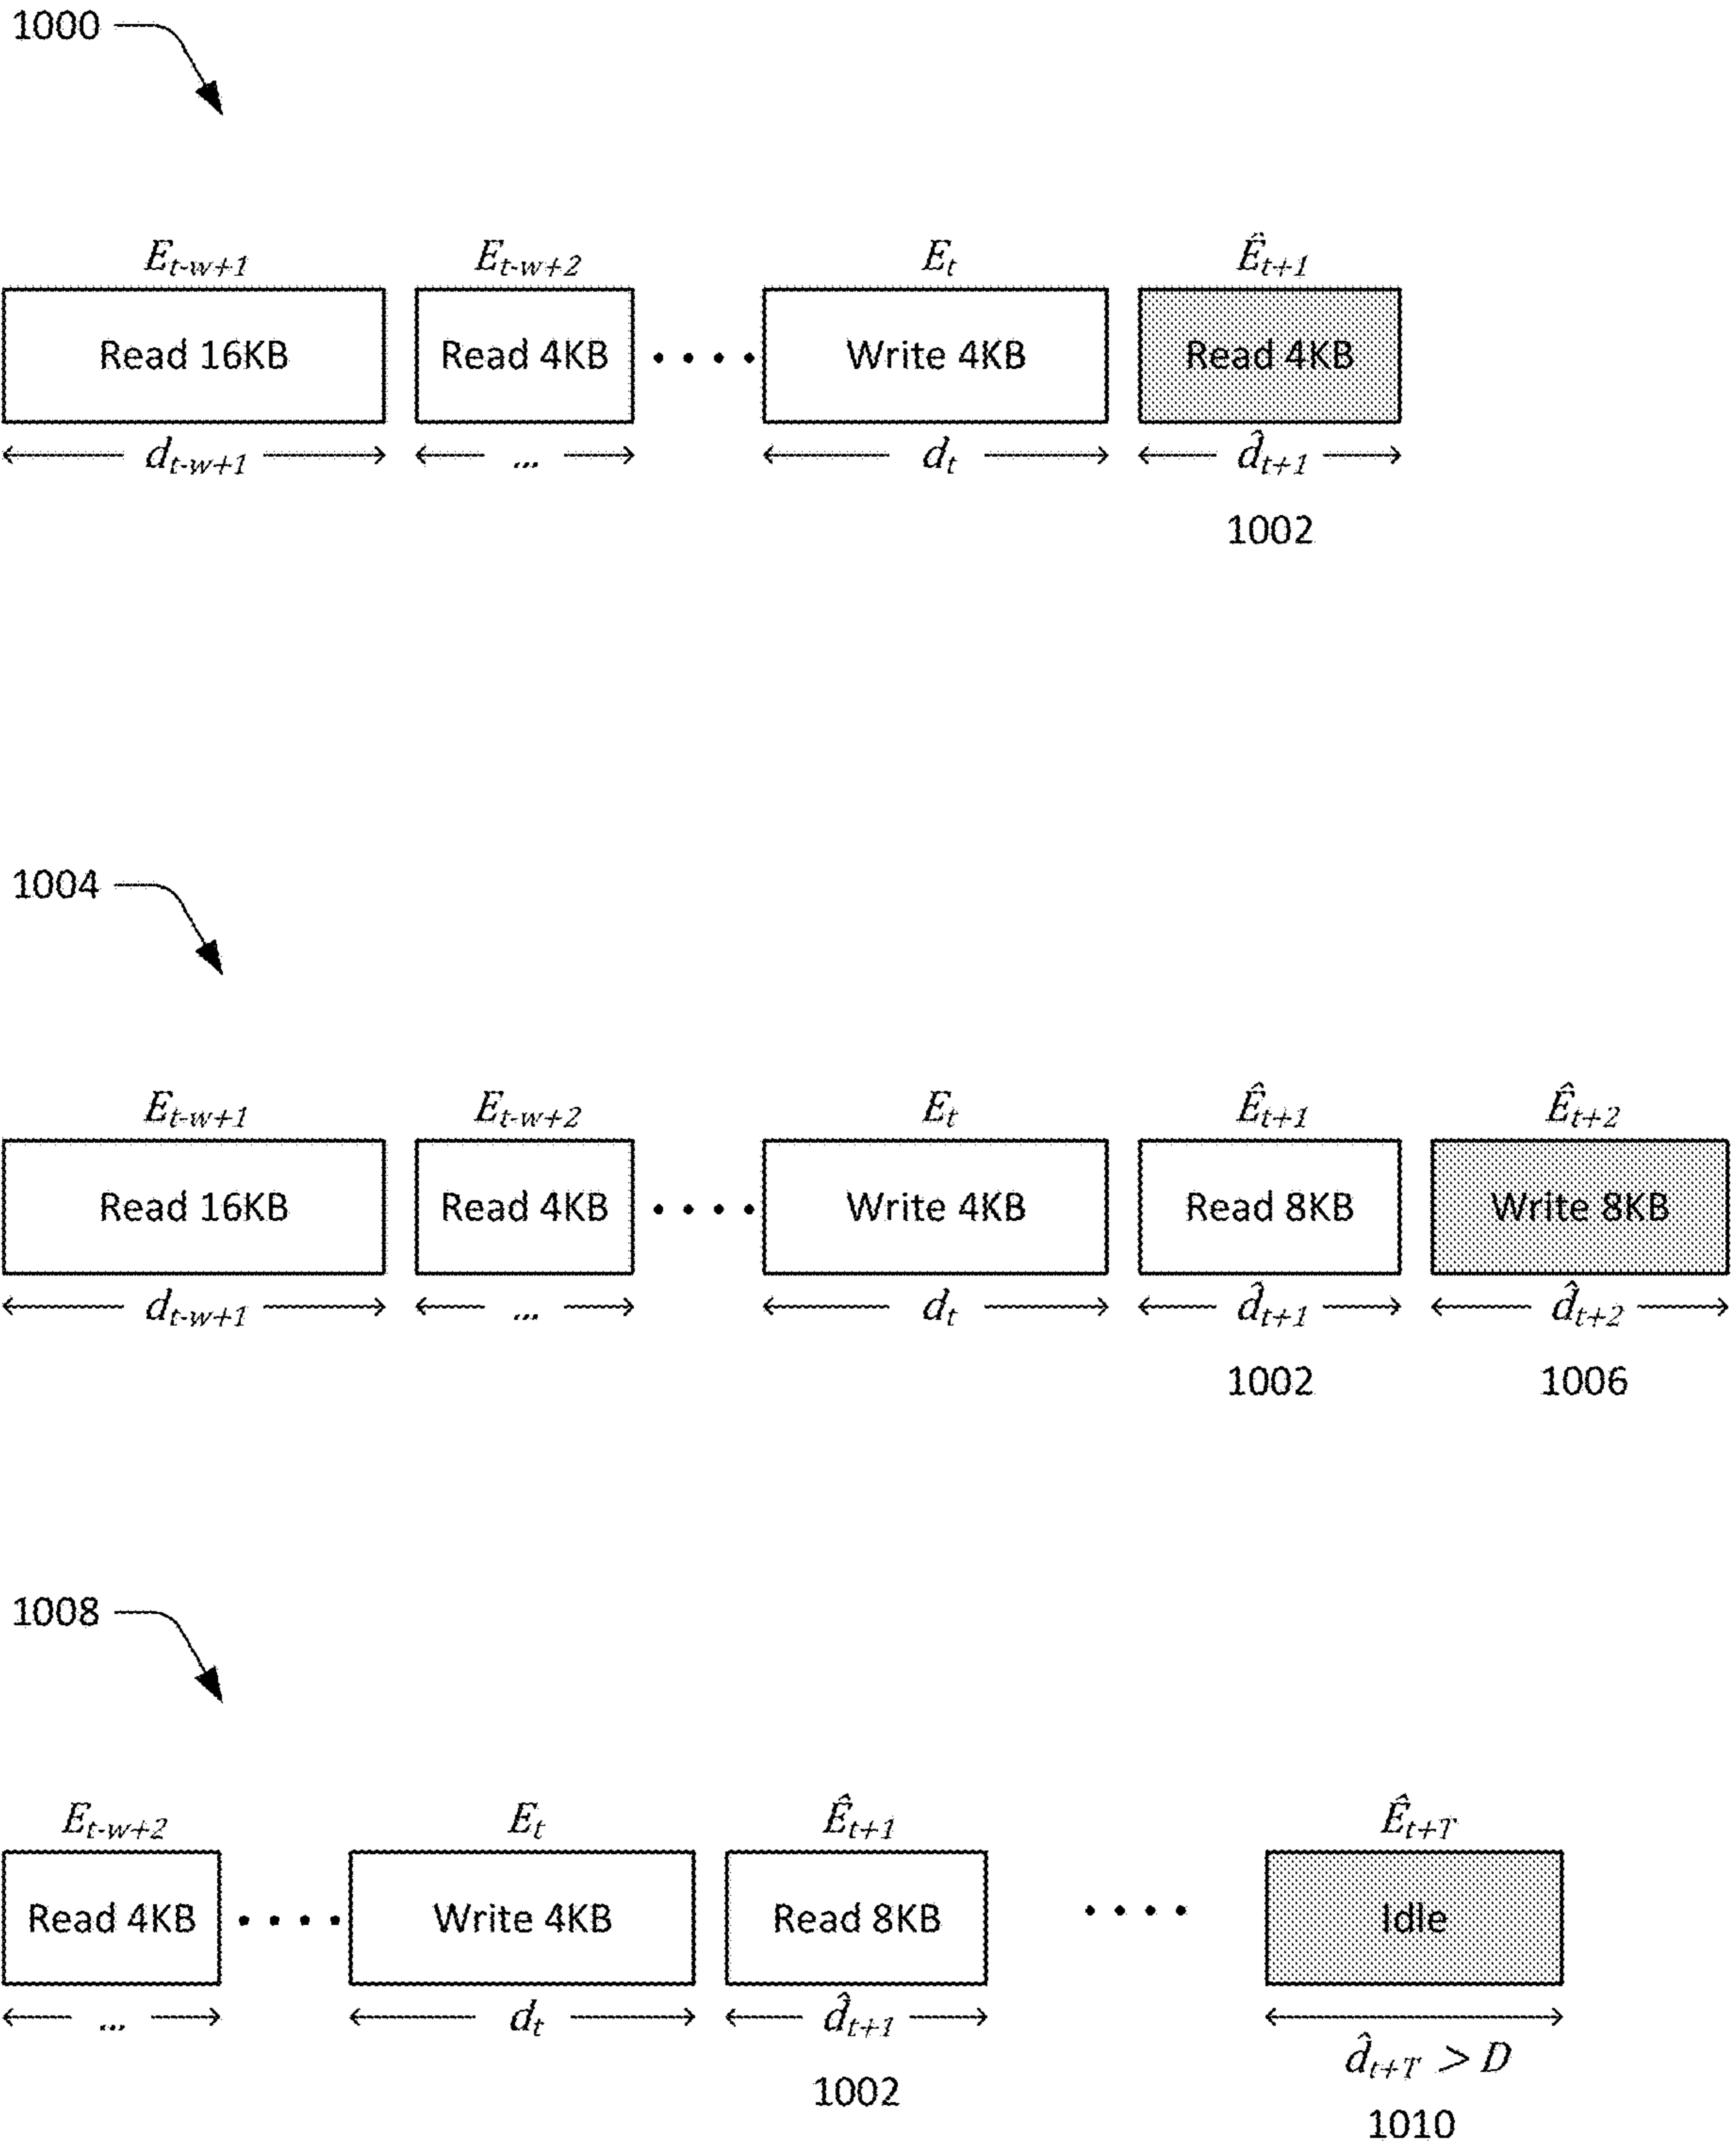 1000
E_{t-w+1} E_{t-w+2} E_t Ê_{t+1}
Read 16KB Read 4KB .... Write 4KB Read 4KB
d_{t-w+1} ... d_t d̂_{t+1}
1002
1004
E_{t-w+1} E_{t-w+2} E_t Ê_{t+1} Ê_{t+2}
Read 16KB Read 4KB .... Write 4KB Read 8KB Write 8KB
d_{t-w+1} ... d_t d̂_{t+1} d̂_{t+2}
1002 1006
1008
E_{t-w+2} E_t Ê_{t+1} Ê_{t+T}
Read 4KB .... Write 4KB Read 8KB .... Idle
... d_t d̂_{t+1}
d̂_{t+T} > D
1002
1010